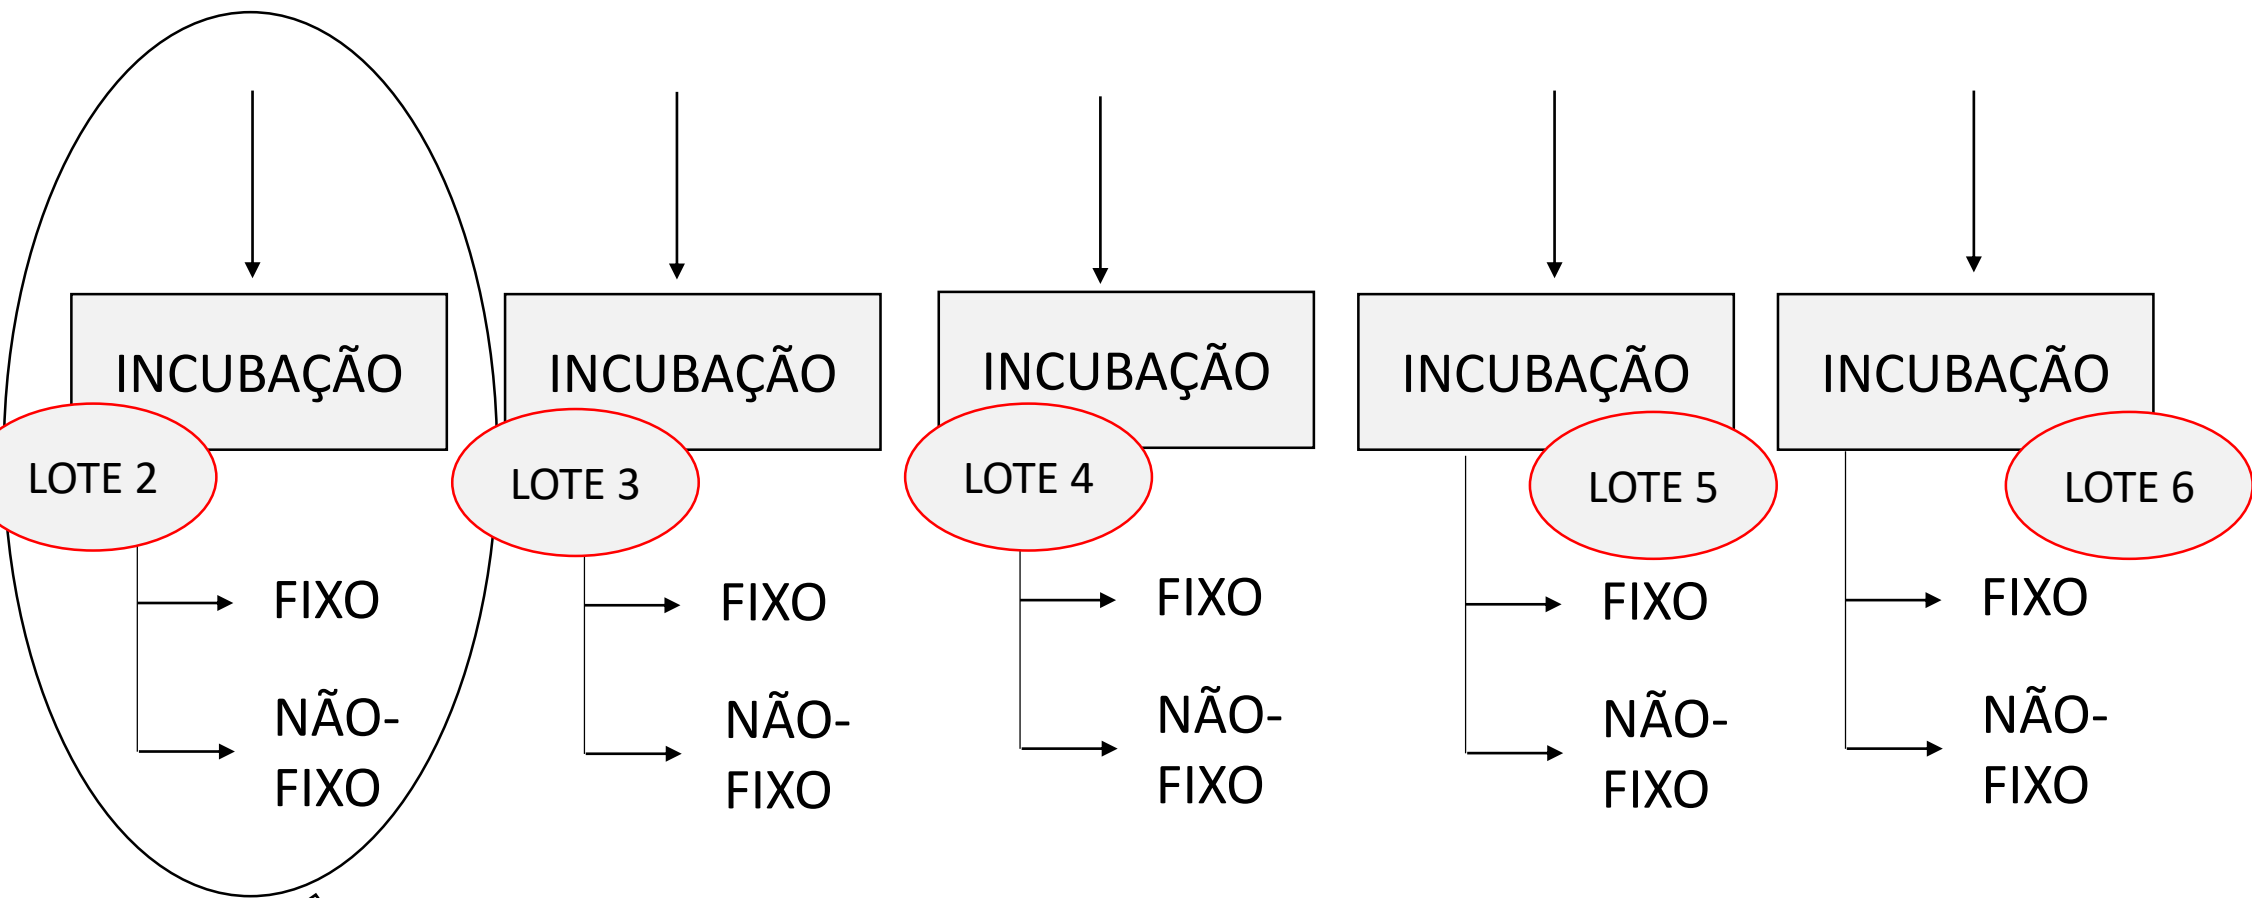 INCUBAÇÃO
INCUBAÇÃO
INCUBAÇÃO
INCUBAÇÃO
INCUBAÇÃO
LOTE 2
LOTE 3
LOTE 4
LOTE 5
LOTE 6
FIXO
FIXO
FIXO
FIXO
FIXO
NÃO-
FIXO
NÃO-
FIXO
NÃO-
FIXO
NÃO-
FIXO
NÃO-
FIXO